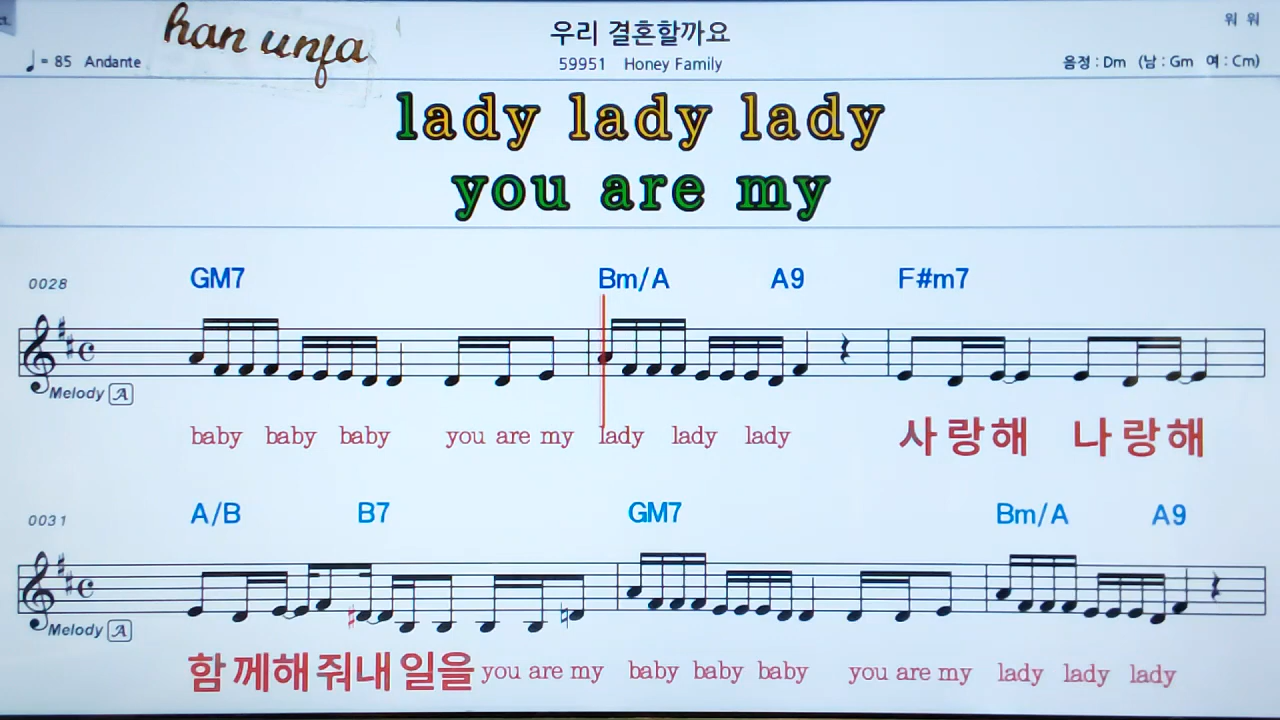 han unfa
우리 결혼할까요
워 워
♩ = 85 Andante
59951 Honey Family
음정 : Dm (남 : Gm 여 : Cm)
lady lady lady
you are my
0028 GM7 Bm/A A9 F#m7
Melody A
baby baby baby you are my lady lady lady 사랑해 나랑해
0031 A/B B7 GM7 Bm/A A9
Melody A
함께해줘내일을 you are my baby baby baby you are my lady lady lady